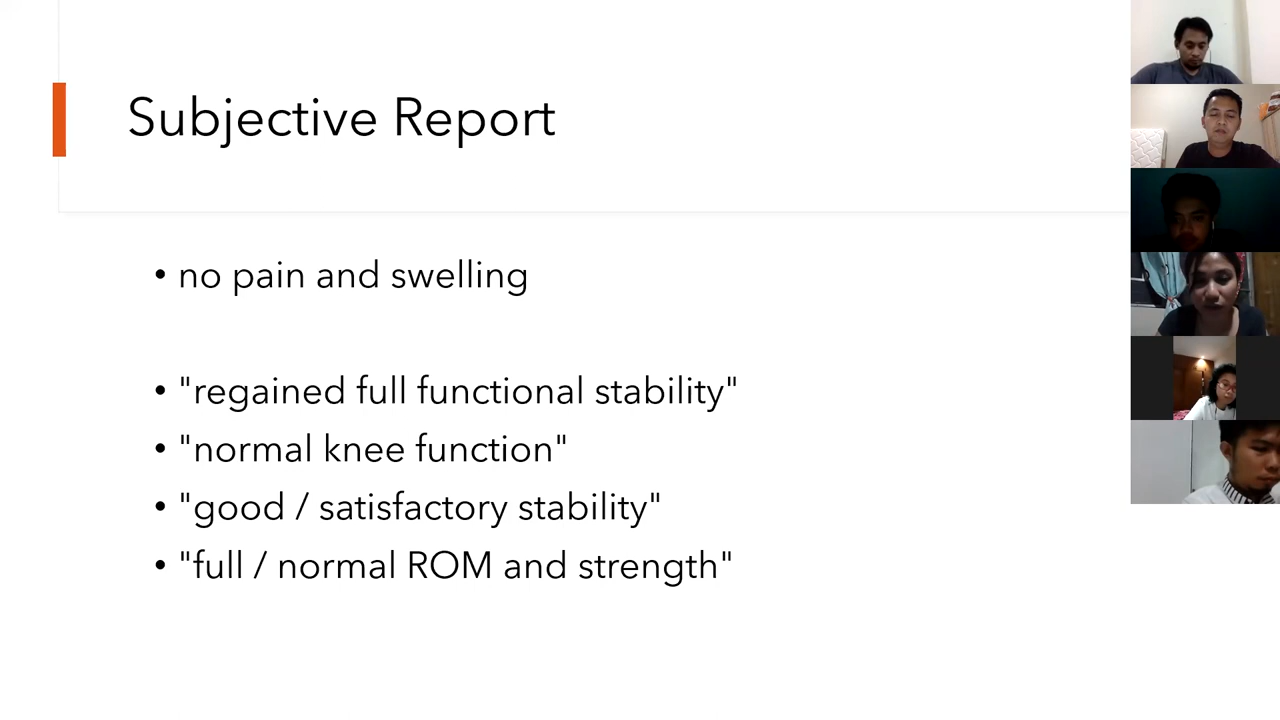 Subjective Report
• no pain and swelling
• "regained full functional stability"
• "normal knee function"
• "good / satisfactory stability"
• "full / normal ROM and strength"